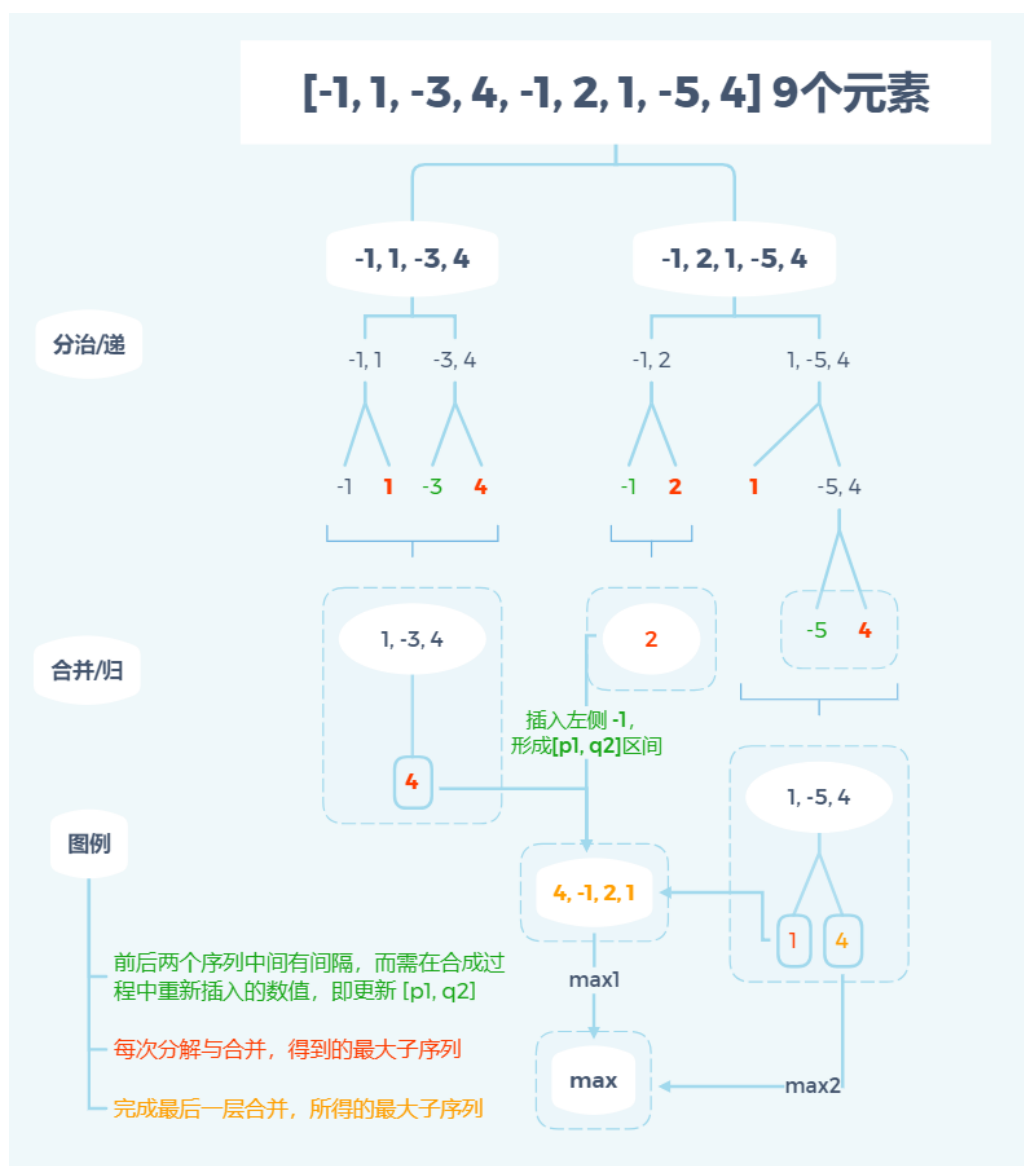 [-1, 1, -3, 4, -1, 2, 1, -5, 4] 9个元素
-1, 1, -3, 4
-1, 2, 1, -5, 4
分治/递
-1, 1
-3, 4
-1, 2
1, -5, 4
-1
1
-3
4
-1
2
1
-5, 4
合并/归
1, -3, 4
2
-5
4
插入左侧 -1,
形成[p1, q2]区间
4
1, -5, 4
图例
4, -1, 2, 1
1
4
前后两个序列中间有间隔，而需在合成过
程中重新插入的数值，即更新 [p1, q2]
max1
每次分解与合并，得到的最大子序列
max
max2
完成最后一层合并，所得的最大子序列